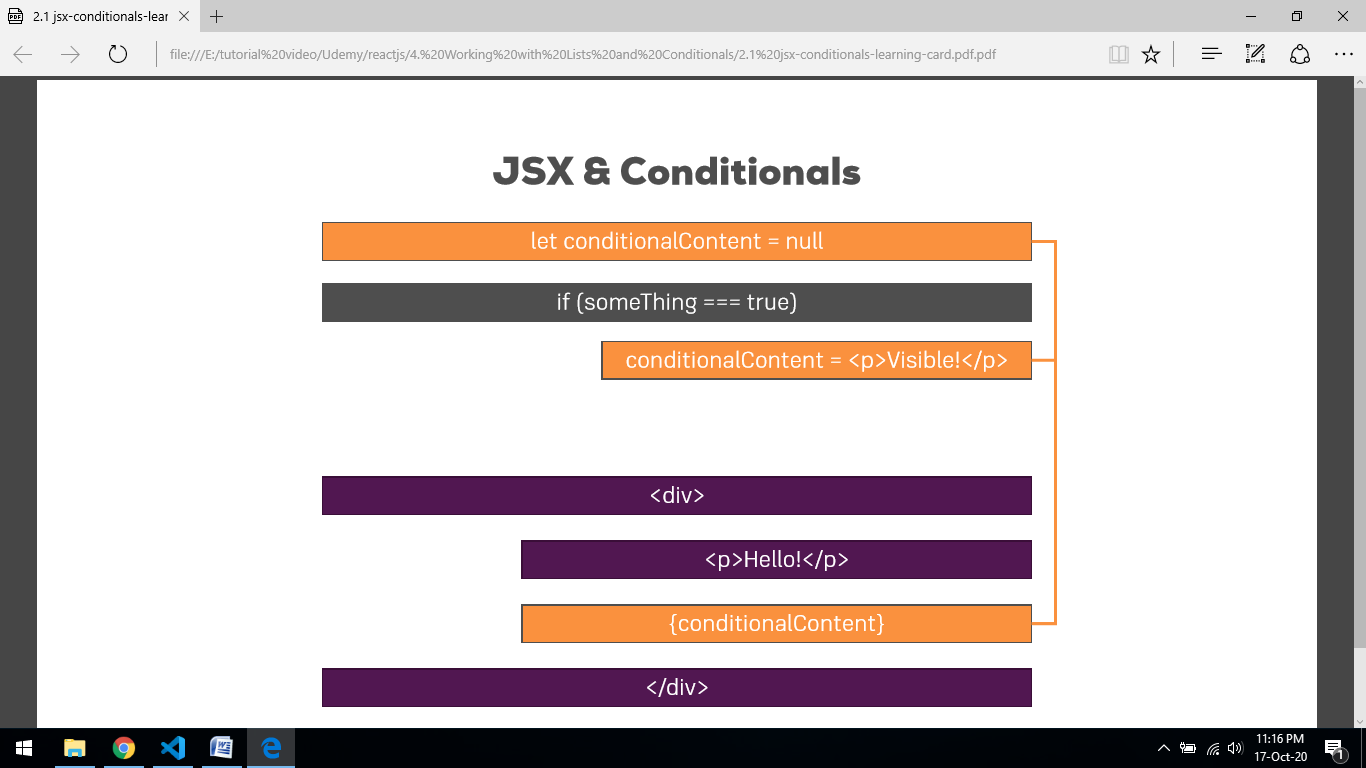 2.1 jsx-conditionals-lear
file:///E:/tutorial%20video/Udemy/reactjs/4.%20Working%20with%20Lists%20and%20Conditionals/2.1%20jsx-conditionals-learning-card.pdf.pdf
JSX & Conditionals
let conditionalContent = null
if (someThing === true)
conditionalContent = <p>Visible!</p>
<div>
<p>Hello!</p>
{conditionalContent}
</div>
11:16 PM
17-Oct-20
1